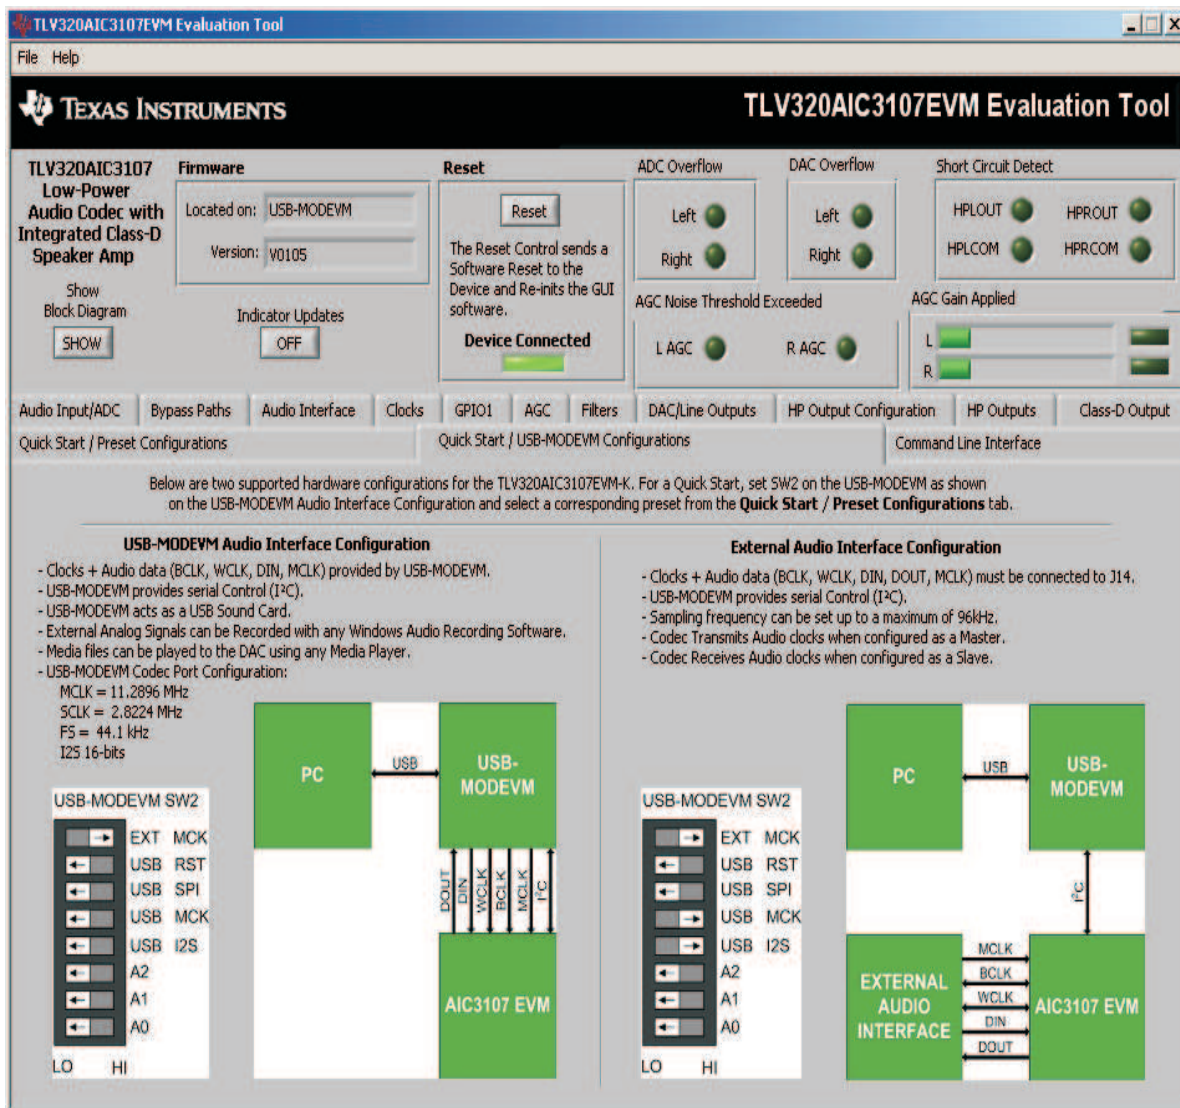 TLV320AIC3107EVM Evaluation Tool
File Help
TEXAS INSTRUMENTS
TLV320AIC3107EVM Evaluation Tool
TLV320AIC3107
Low-Power
Audio Codec with
Integrated Class-D
Speaker Amp
Show
Block Diagram
SHOW
Firmware
Located on: USB-MODEVM
Version: V0105
Indicator Updates
OFF
Reset
Reset
The Reset Control sends a
Software Reset to the
Device and Re-inits the GUI
software.
Device Connected
ADC Overflow
Left
Right
DAC Overflow
Left
Right
Short Circuit Detect
HPLOUT HPROUT
HPLCOM HPRCOM
AGC Noise Threshold Exceeded
L AGC R AGC
AGC Gain Applied
L
R
Audio Input/ADC Bypass Paths Audio Interface Clocks GPIO1 AGC Filters DAC/Line Outputs HP Output Configuration HP Outputs Class-D Output
Quick Start / Preset Configurations Quick Start / USB-MODEVM Configurations Command Line Interface
Below are two supported hardware configurations for the TLV320AIC3107EVM-K. For a Quick Start, set SW2 on the USB-MODEVM as shown
on the USB-MODEVM Audio Interface Configuration and select a corresponding preset from the Quick Start / Preset Configurations tab.
USB-MODEVM Audio Interface Configuration
- Clocks + Audio data (BCLK, WCLK, DIN, MCLK) provided by USB-MODEVM.
- USB-MODEVM provides serial Control (I²C).
- USB-MODEVM acts as a USB Sound Card.
- External Analog Signals can be Recorded with any Windows Audio Recording Software.
- Media files can be played to the DAC using any Media Player.
- USB-MODEVM Codec Port Configuration:
MCLK = 11.2896 MHz
SCLK = 2.8224 MHz
FS = 44.1 kHz
I2S 16-bits
USB-MODEVM SW2
EXT MCK
USB RST
USB SPI
USB MCK
USB I2S
A2
A1
A0
LO HI
PC
USB
USB-
MODEVM
DOUT
DIN
WCLK
BCLK
MCLK
I²C
AIC3107 EVM
External Audio Interface Configuration
- Clocks + Audio data (BCLK, WCLK, DIN, DOUT, MCLK) must be connected to J14.
- USB-MODEVM provides serial Control (I²C).
- Sampling frequency can be set up to a maximum of 96kHz.
- Codec Transmits Audio clocks when configured as a Master.
- Codec Receives Audio clocks when configured as a Slave.
USB-MODEVM SW2
EXT MCK
USB RST
USB SPI
USB MCK
USB I2S
A2
A1
A0
LO HI
PC
USB
USB-
MODEVM
I²C
EXTERNAL
AUDIO
INTERFACE
MCLK
BCLK
WCLK
DIN
DOUT
AIC3107 EVM